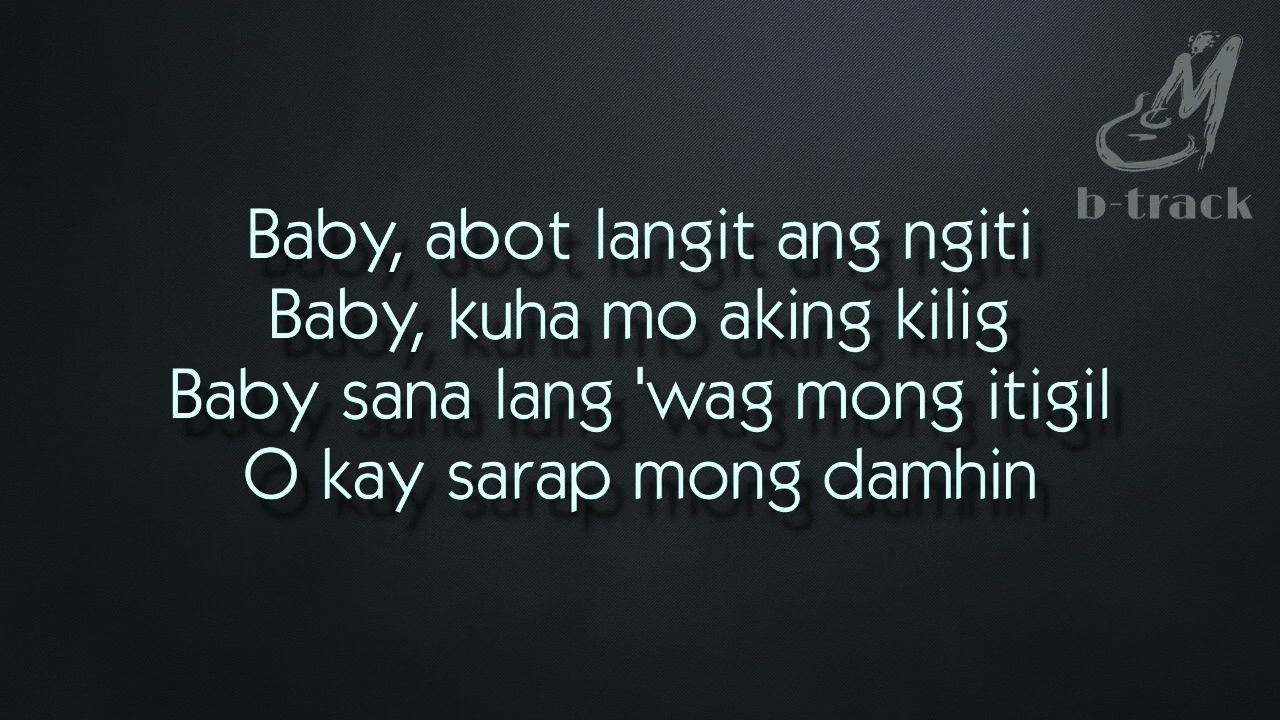 b-track
Baby, abot langit ang ngiti
Baby, kuha mo aking kilig
Baby sana lang 'wag mong itigil
O kay sarap mong damhin